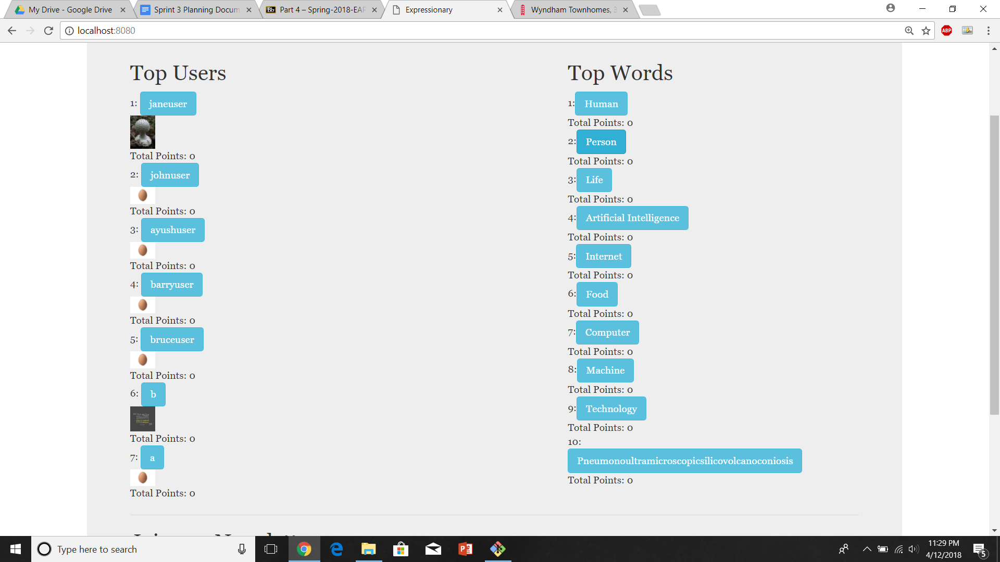 My Drive - Google Drive
Sprint 3 Planning Docum
Bb Part 4 – Spring-2018-EAP
Expressionary
Wyndham Townhomes, 3
localhost:8080
ABP
Top Users
1: janeuser
Total Points: 0
2: johnuser
Total Points: 0
3: ayushuser
Total Points: 0
4: barryuser
Total Points: 0
5: bruceuser
Total Points: 0
6: b
Total Points: 0
7: a
Total Points: 0
Top Words
1: Human
Total Points: 0
2: Person
Total Points: 0
3: Life
Total Points: 0
4: Artificial Intelligence
Total Points: 0
5: Internet
Total Points: 0
6: Food
Total Points: 0
7: Computer
Total Points: 0
8: Machine
Total Points: 0
9: Technology
Total Points: 0
10:
Pneumonoultramicroscopicsilicovolcanoconiosis
Total Points: 0
Type here to search
11:29 PM
4/12/2018
5